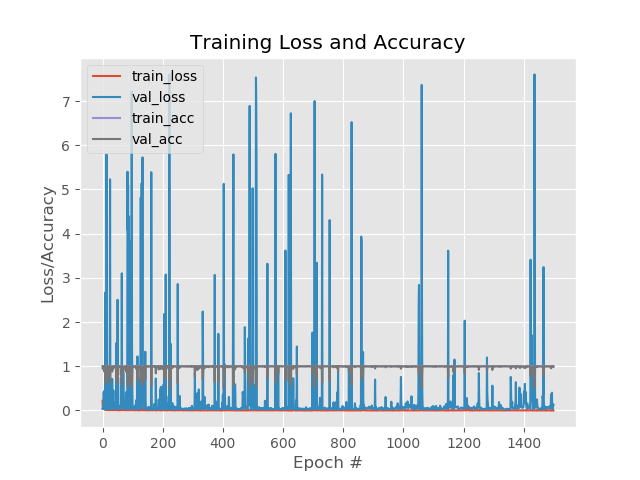 Training Loss and Accuracy
train_loss
val_loss
train_acc
val_acc
7
6
5
4
3
2
1
0
Loss/Accuracy
0 200 400 600 800 1000 1200 1400
Epoch #